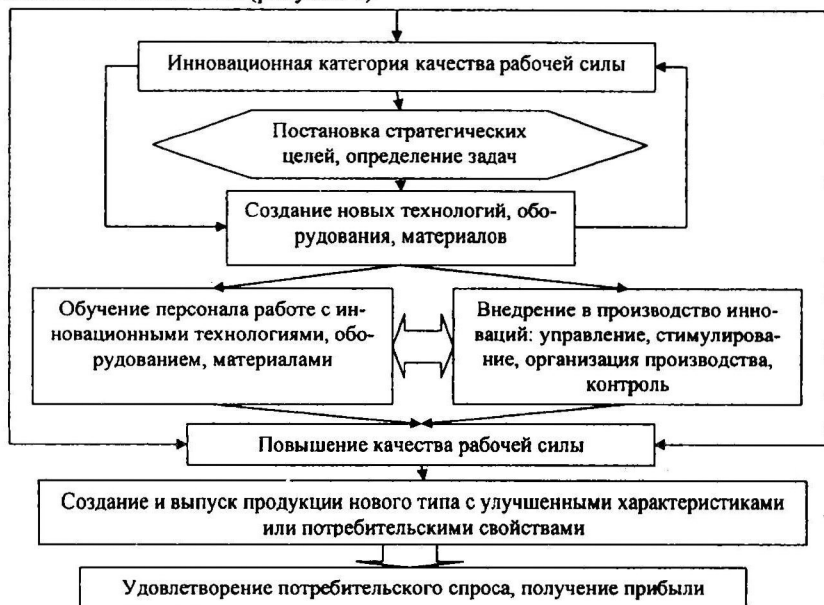 Инновационная категория качества рабочей силы
Постановка стратегических
целей, определение задач
Создание новых технологий, обо-
рудования, материалов
Обучение персонала работе с ин-
новационными технологиями, обо-
рудованием, материалами
Внедрение в производство инно-
ваций: управление, стимулирова-
ние, организация производства,
контроль
Повышение качества рабочей силы
Создание и выпуск продукции нового типа с улучшенными характеристиками
или потребительскими свойствами
Удовлетворение потребительского спроса, получение прибыли